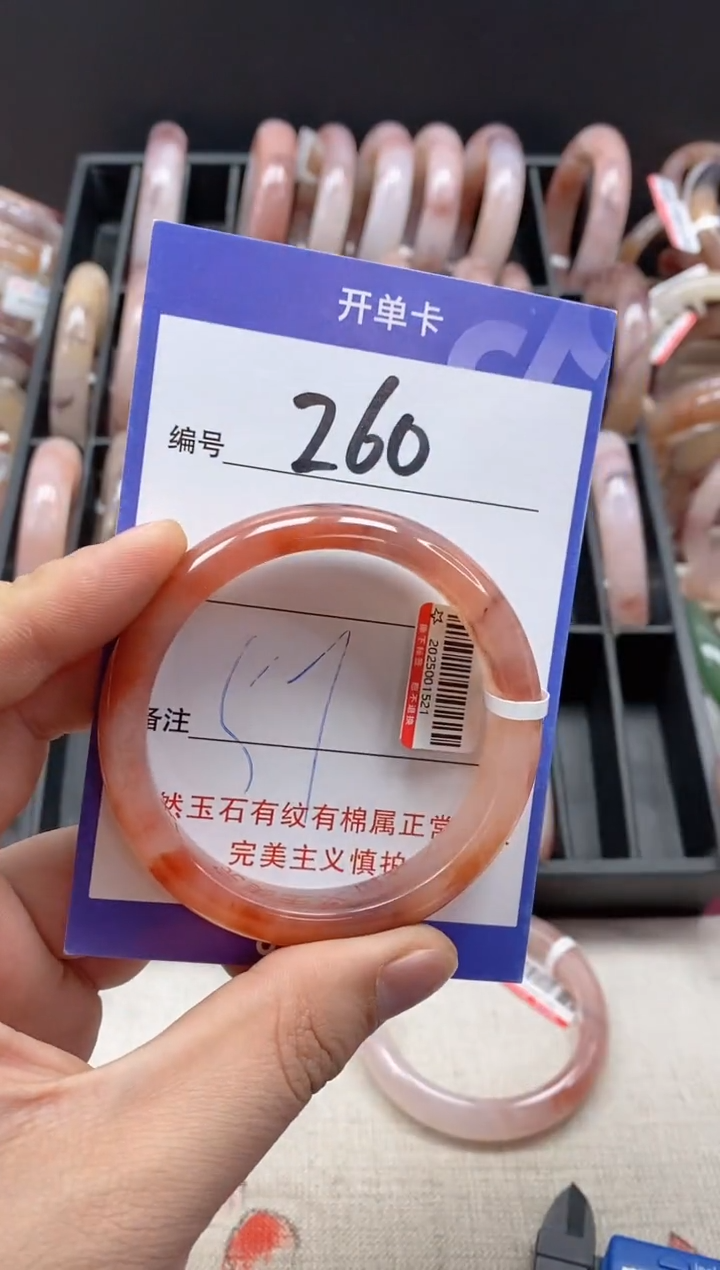 开单卡
编号 260
2025001521
备注 57
然玉石有纹有棉属正常
完美主义慎拍